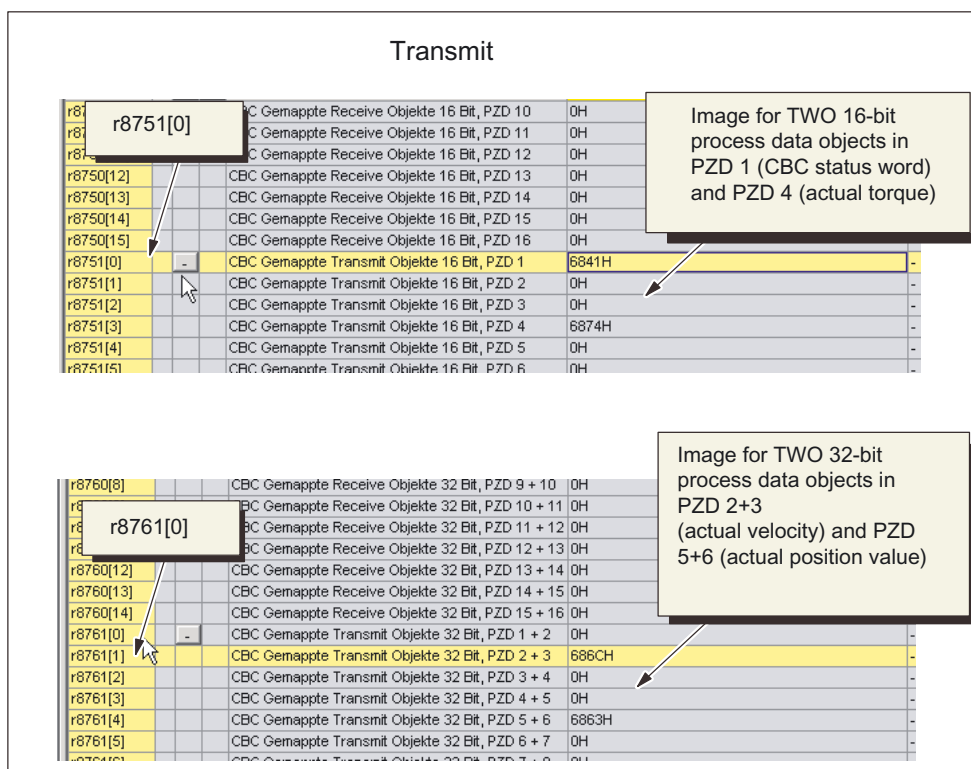 Transmit
r8751[0]
Image for TWO 16-bit
process data objects in
PZD 1 (CBC status word)
and PZD 4 (actual torque)
C Gemappte Receive Objekte 16 Bit, PZD 10 0H
BC Gemappte Receive Objekte 16 Bit, PZD 11 0H
BC Gemappte Receive Objekte 16 Bit, PZD 12 0H
r8750[12] CBC Gemappte Receive Objekte 16 Bit, PZD 13 0H
r8750[13] CBC Gemappte Receive Objekte 16 Bit, PZD 14 0H
r8750[14] CBC Gemappte Receive Objekte 16 Bit, PZD 15 0H
r8750[15] CBC Gemappte Receive Objekte 16 Bit, PZD 16 0H
r8751[0] - CBC Gemappte Transmit Objekte 16 Bit, PZD 1 6841H -
r8751[1] CBC Gemappte Transmit Objekte 16 Bit, PZD 2 0H -
r8751[2] CBC Gemappte Transmit Objekte 16 Bit, PZD 3 0H -
r8751[3] CBC Gemappte Transmit Objekte 16 Bit, PZD 4 6874H -
r8751[4] CBC Gemappte Transmit Objekte 16 Bit, PZD 5 0H -
r8751[5] CBC Gemappte Transmit Objekte 16 Bit, PZD 6 0H -
r8761[0]
Image for TWO 32-bit
process data objects in
PZD 2+3
(actual velocity) and PZD
5+6 (actual position value)
r8760[8] CBC Gemappte Receive Objekte 32 Bit, PZD 9 + 10 0H
BC Gemappte Receive Objekte 32 Bit, PZD 10 + 11 0H
BC Gemappte Receive Objekte 32 Bit, PZD 11 + 12 0H
BC Gemappte Receive Objekte 32 Bit, PZD 12 + 13 0H
r8760[12] CBC Gemappte Receive Objekte 32 Bit, PZD 13 + 14 0H
r8760[13] CBC Gemappte Receive Objekte 32 Bit, PZD 14 + 15 0H
r8760[14] CBC Gemappte Receive Objekte 32 Bit, PZD 15 + 16 0H
r8761[0] - CBC Gemappte Transmit Objekte 32 Bit, PZD 1 + 2 0H -
r8761[1] CBC Gemappte Transmit Objekte 32 Bit, PZD 2 + 3 686CH -
r8761[2] CBC Gemappte Transmit Objekte 32 Bit, PZD 3 + 4 0H -
r8761[3] CBC Gemappte Transmit Objekte 32 Bit, PZD 4 + 5 0H -
r8761[4] CBC Gemappte Transmit Objekte 32 Bit, PZD 5 + 6 6863H -
r8761[5] CBC Gemappte Transmit Objekte 32 Bit, PZD 6 + 7 0H -